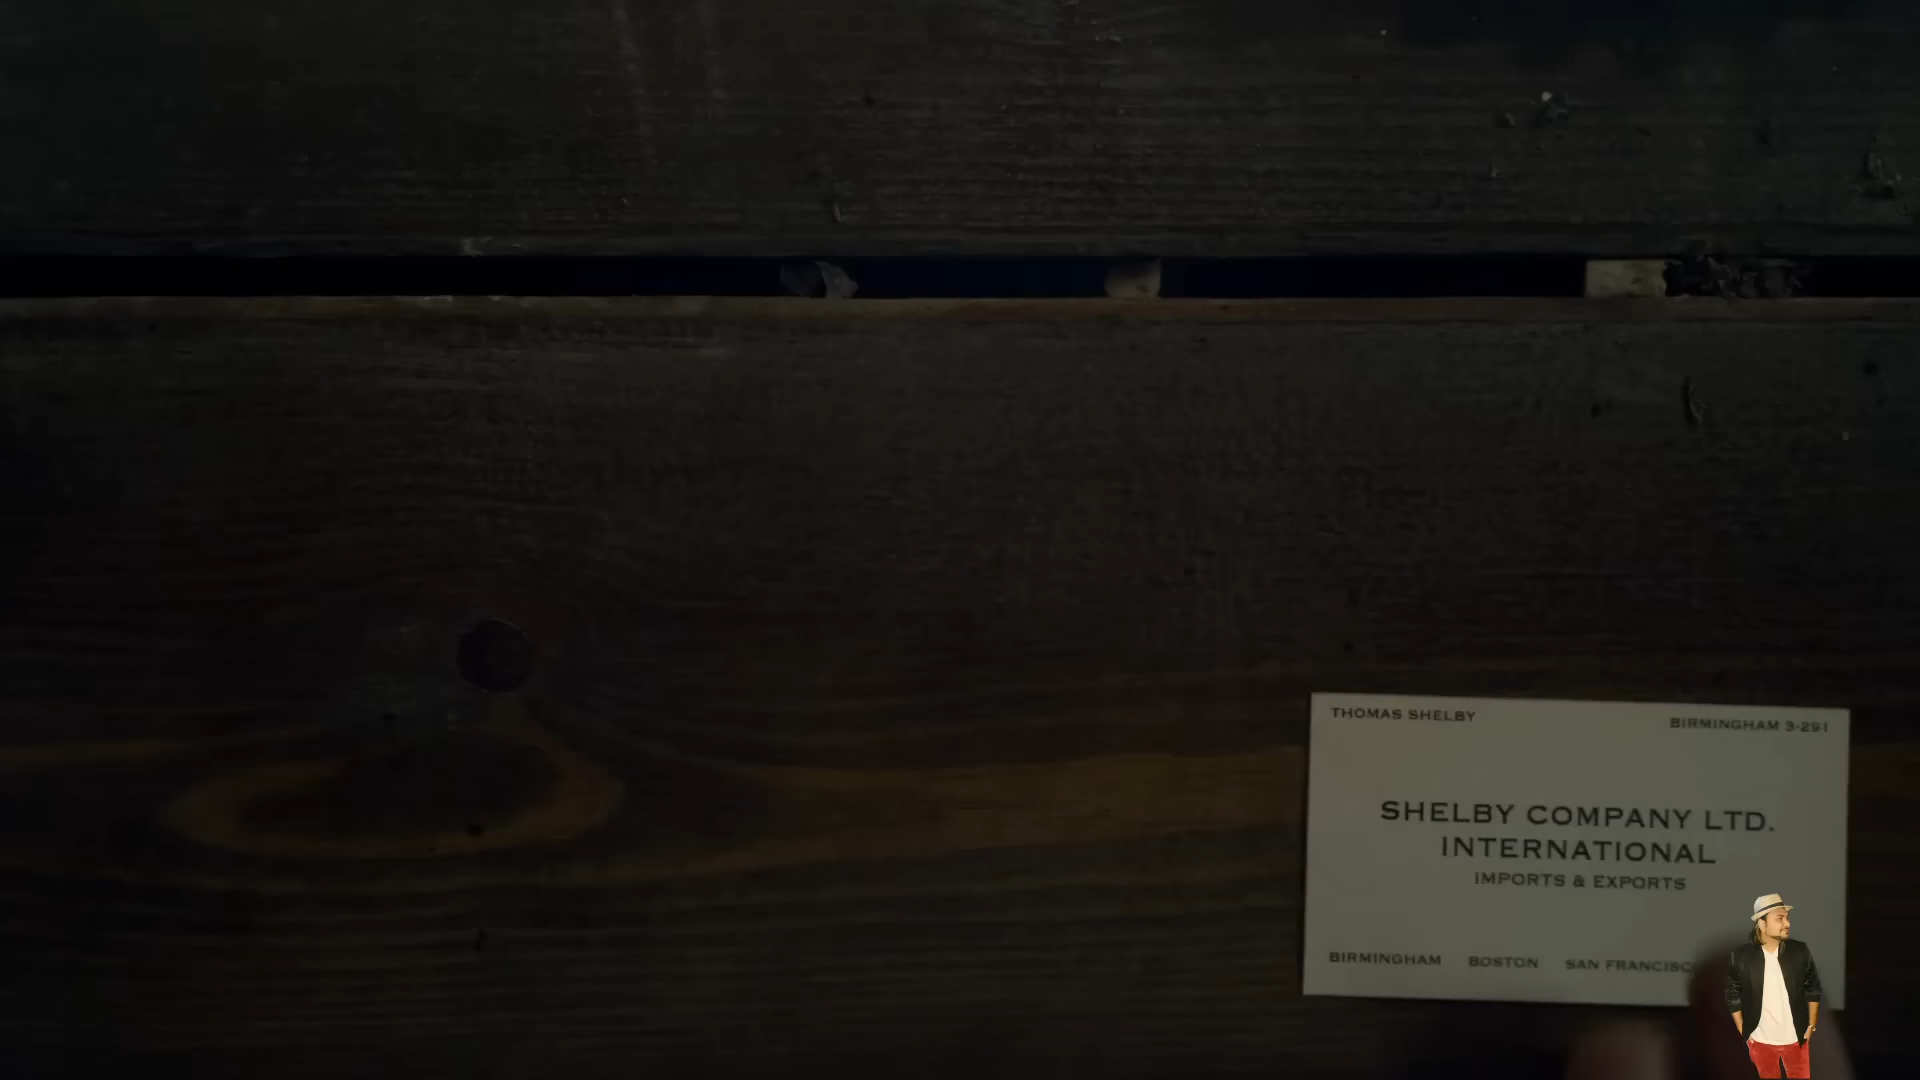 THOMAS SHELBY
BIRMINGHAM 3-291
SHELBY COMPANY LTD.
INTERNATIONAL
IMPORTS & EXPORTS
BIRMINGHAM BOSTON